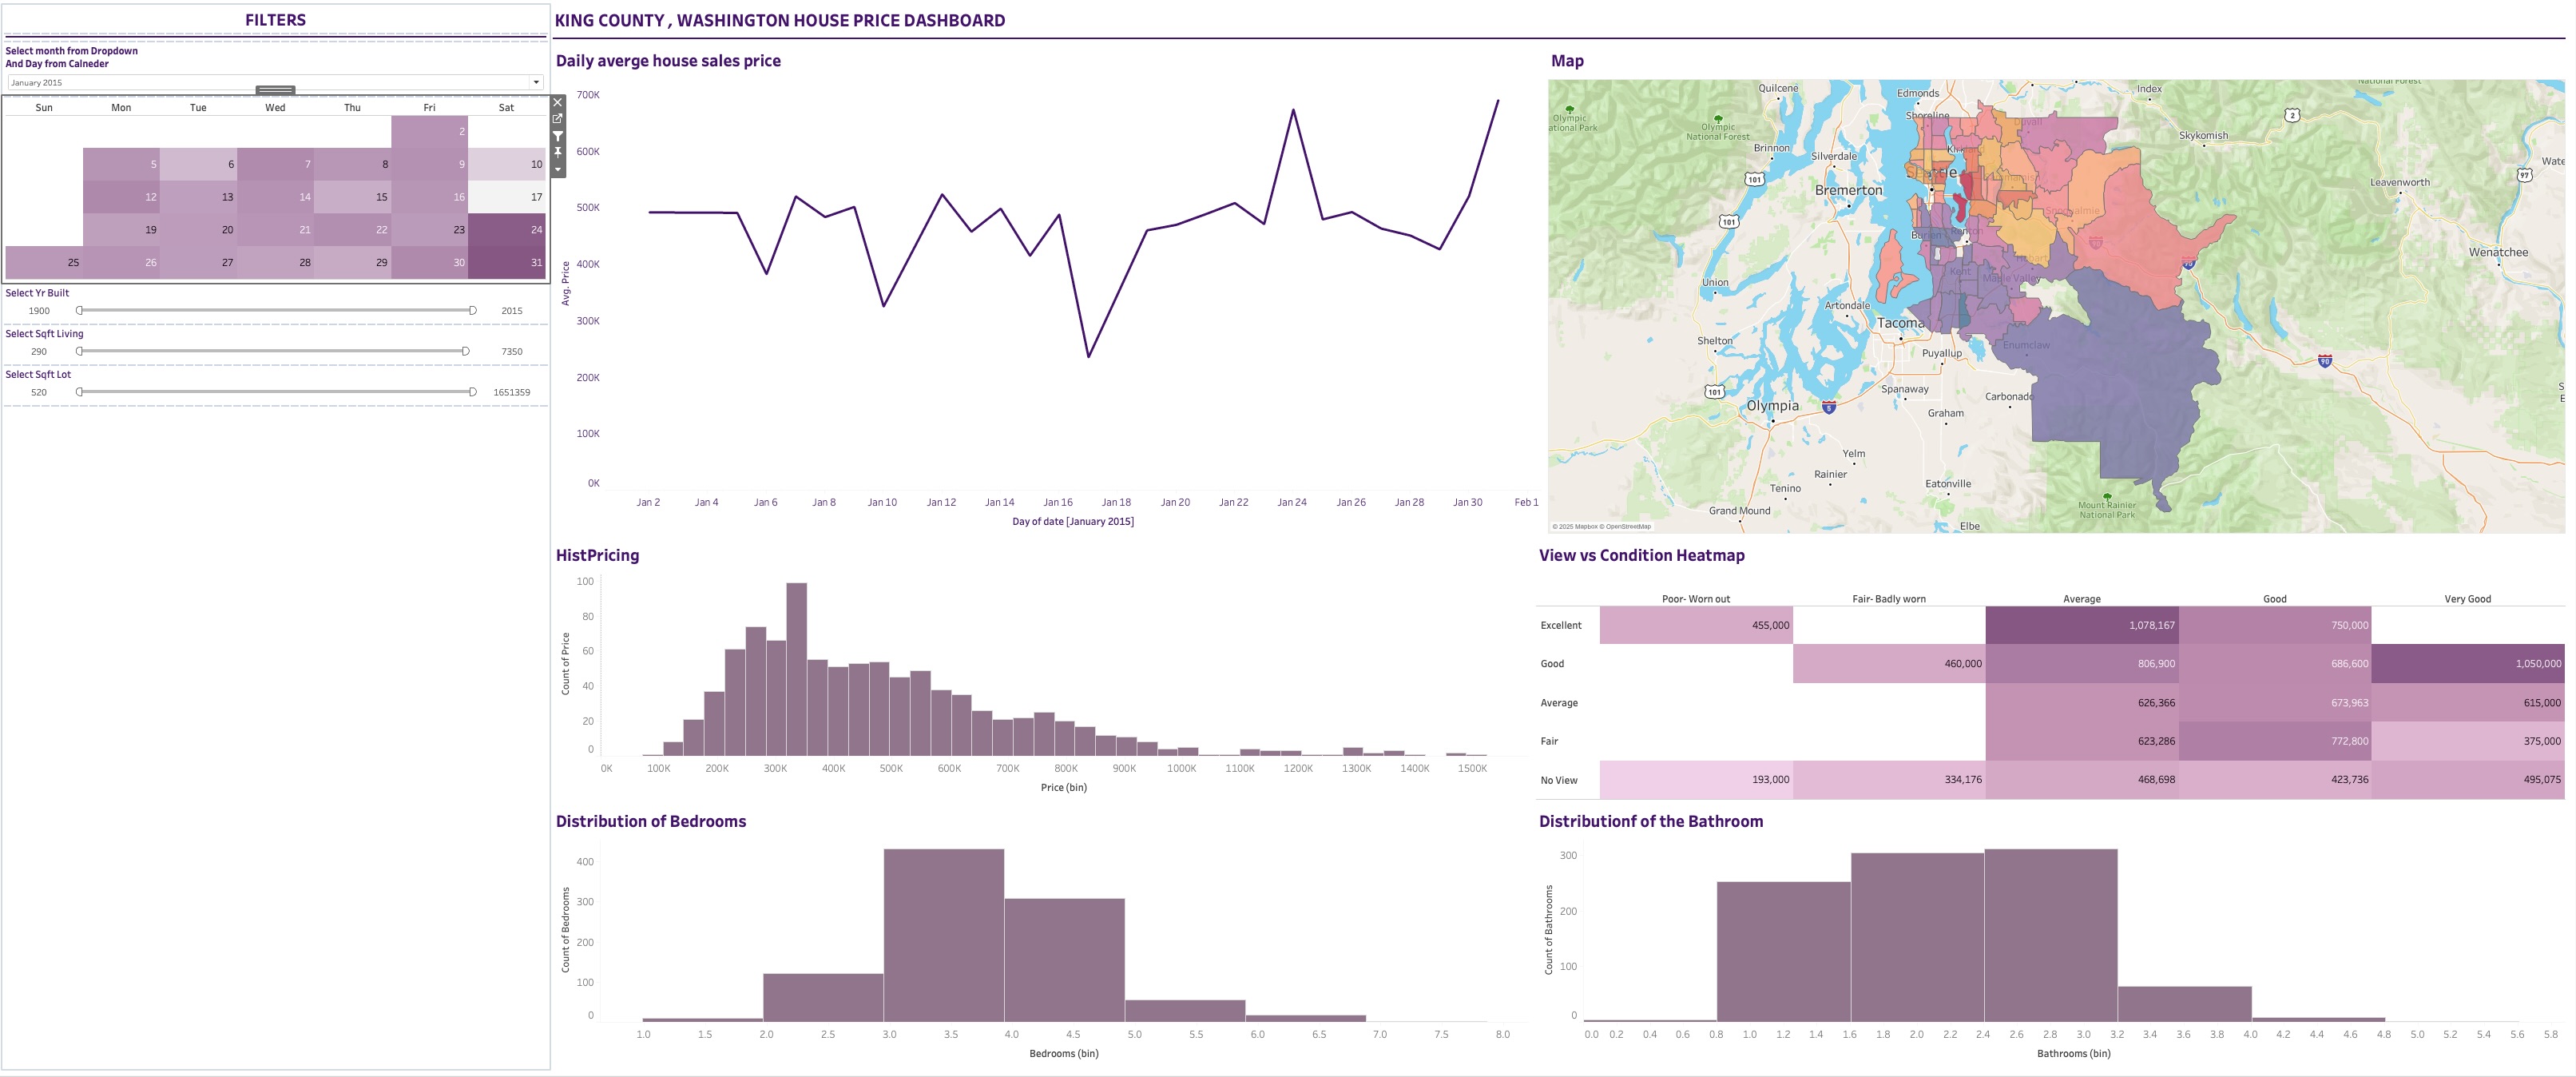 FILTERS
Select month from Dropdown
And Day from Calneder
January 2015
Sun Mon Tue Wed Thu Fri Sat
2
5 6 7 8 9 10
12 13 14 15 16 17
19 20 21 22 23 24
25 26 27 28 29 30 31
Select Yr Built
1900 2015
Select Sqft Living
290 7350
Select Sqft Lot
520 1651359
KING COUNTY , WASHINGTON HOUSE PRICE DASHBOARD
Daily averge house sales price
700K
600K
500K
400K
300K
200K
100K
0K
Avg. Price
Jan 2 Jan 4 Jan 6 Jan 8 Jan 10 Jan 12 Jan 14 Jan 16 Jan 18 Jan 20 Jan 22 Jan 24 Jan 26 Jan 28 Jan 30 Feb 1
Day of date [January 2015]
Map
National Forest
Quilcene
Edmonds
Index
2
Olympic
ational Park
Olympic
National Forest
Shoreline
Duvall
Skykomish
Brinnon
Silverdale
Wate
101
97
Bremerton
Leavenworth
101
Wenatchee
Renton
Kent
Maple Valley
Hobart
Union
Artondale
Tacoma
Enumclaw
Shelton
Puyallup
90
90
101
Spanaway
Carbonado
Olympia
5
Graham
Yelm
Rainier
Tenino
Eatonville
Mount Rainier
National Park
Grand Mound
Elbe
© 2025 Mapbox © OpenStreetMap
HistPricing
100
80
60
40
20
0
Count of Price
0K 100K 200K 300K 400K 500K 600K 700K 800K 900K 1000K 1100K 1200K 1300K 1400K 1500K
Price (bin)
View vs Condition Heatmap
Poor- Worn out Fair- Badly worn Average Good Very Good
Excellent 455,000 1,078,167 750,000
Good 460,000 806,900 686,600 1,050,000
Average 626,366 673,963 615,000
Fair 623,286 772,800 375,000
No View 193,000 334,176 468,698 423,736 495,075
Distribution of Bedrooms
400
300
200
100
0
Count of Bedrooms
1.0 1.5 2.0 2.5 3.0 3.5 4.0 4.5 5.0 5.5 6.0 6.5 7.0 7.5 8.0
Bedrooms (bin)
Distributionf of the Bathroom
300
200
100
0
Count of Bathrooms
0.0 0.2 0.4 0.6 0.8 1.0 1.2 1.4 1.6 1.8 2.0 2.2 2.4 2.6 2.8 3.0 3.2 3.4 3.6 3.8 4.0 4.2 4.4 4.6 4.8 5.0 5.2 5.4 5.6 5.8
Bathrooms (bin)